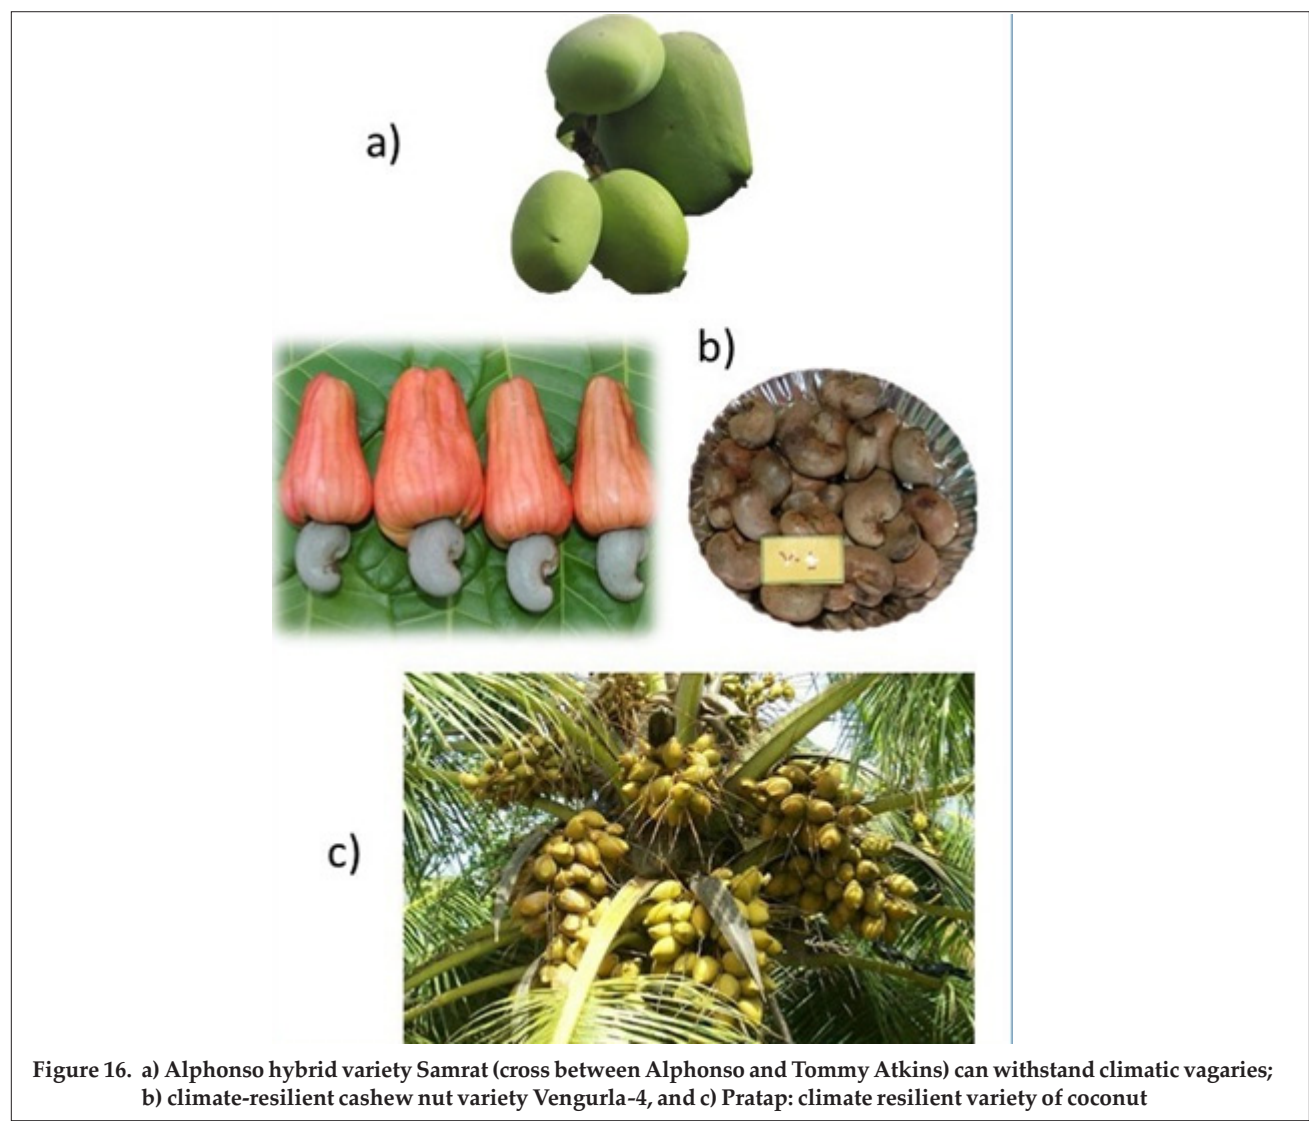 a)
b)
c)
Figure 16. a) Alphonso hybrid variety Samrat (cross between Alphonso and Tommy Atkins) can withstand climatic vagaries;
b) climate-resilient cashew nut variety Vengurla-4, and c) Pratap: climate resilient variety of coconut